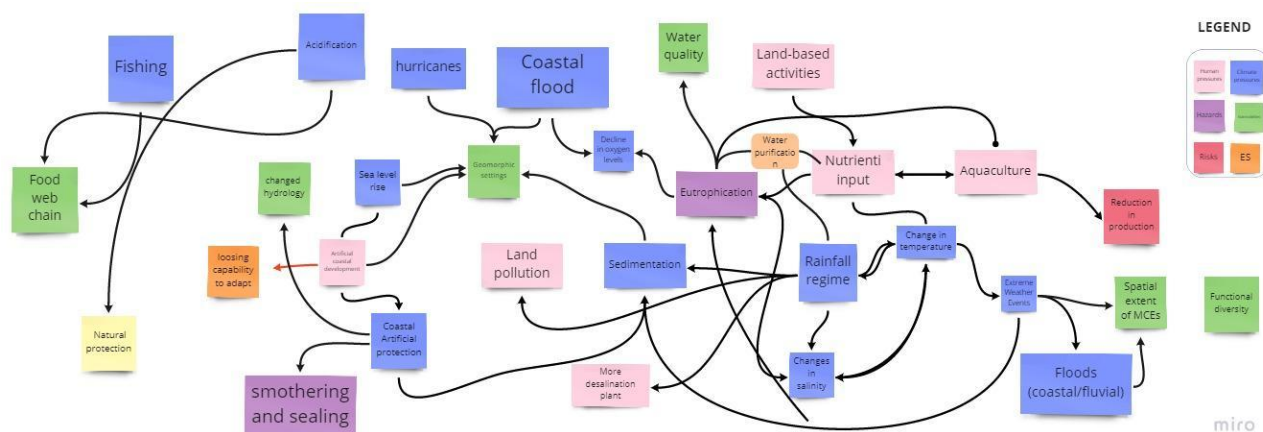 Fishing
Acidification
hurricanes
Coastal
flood
Water
quality
Land-based
activities
LEGEND
Human
pressures
Climate
pressures
Hazards
Risks
ES
Decline
in oxygen
levels
Water
purificatio
n
Nutrienti
input
Aquaculture
Geomorphic
settings
Food
web
chain
changed
hydrology
Sea level
rise
Eutrophication
Reduction
in
production
Change in
temperature
loosing
capability
to adapt
Artificial
coastal
development
Land
pollution
Sedimentation
Rainfall
regime
Extreme
Weather
Events
Spatial
extent
of MCEs
Functional
diversity
Natural
protection
Coastal
Artificial
protection
smothering
and sealing
More
desalination
plant
Changes
in
salinity
Floods
(coastal/fluvial)
miro